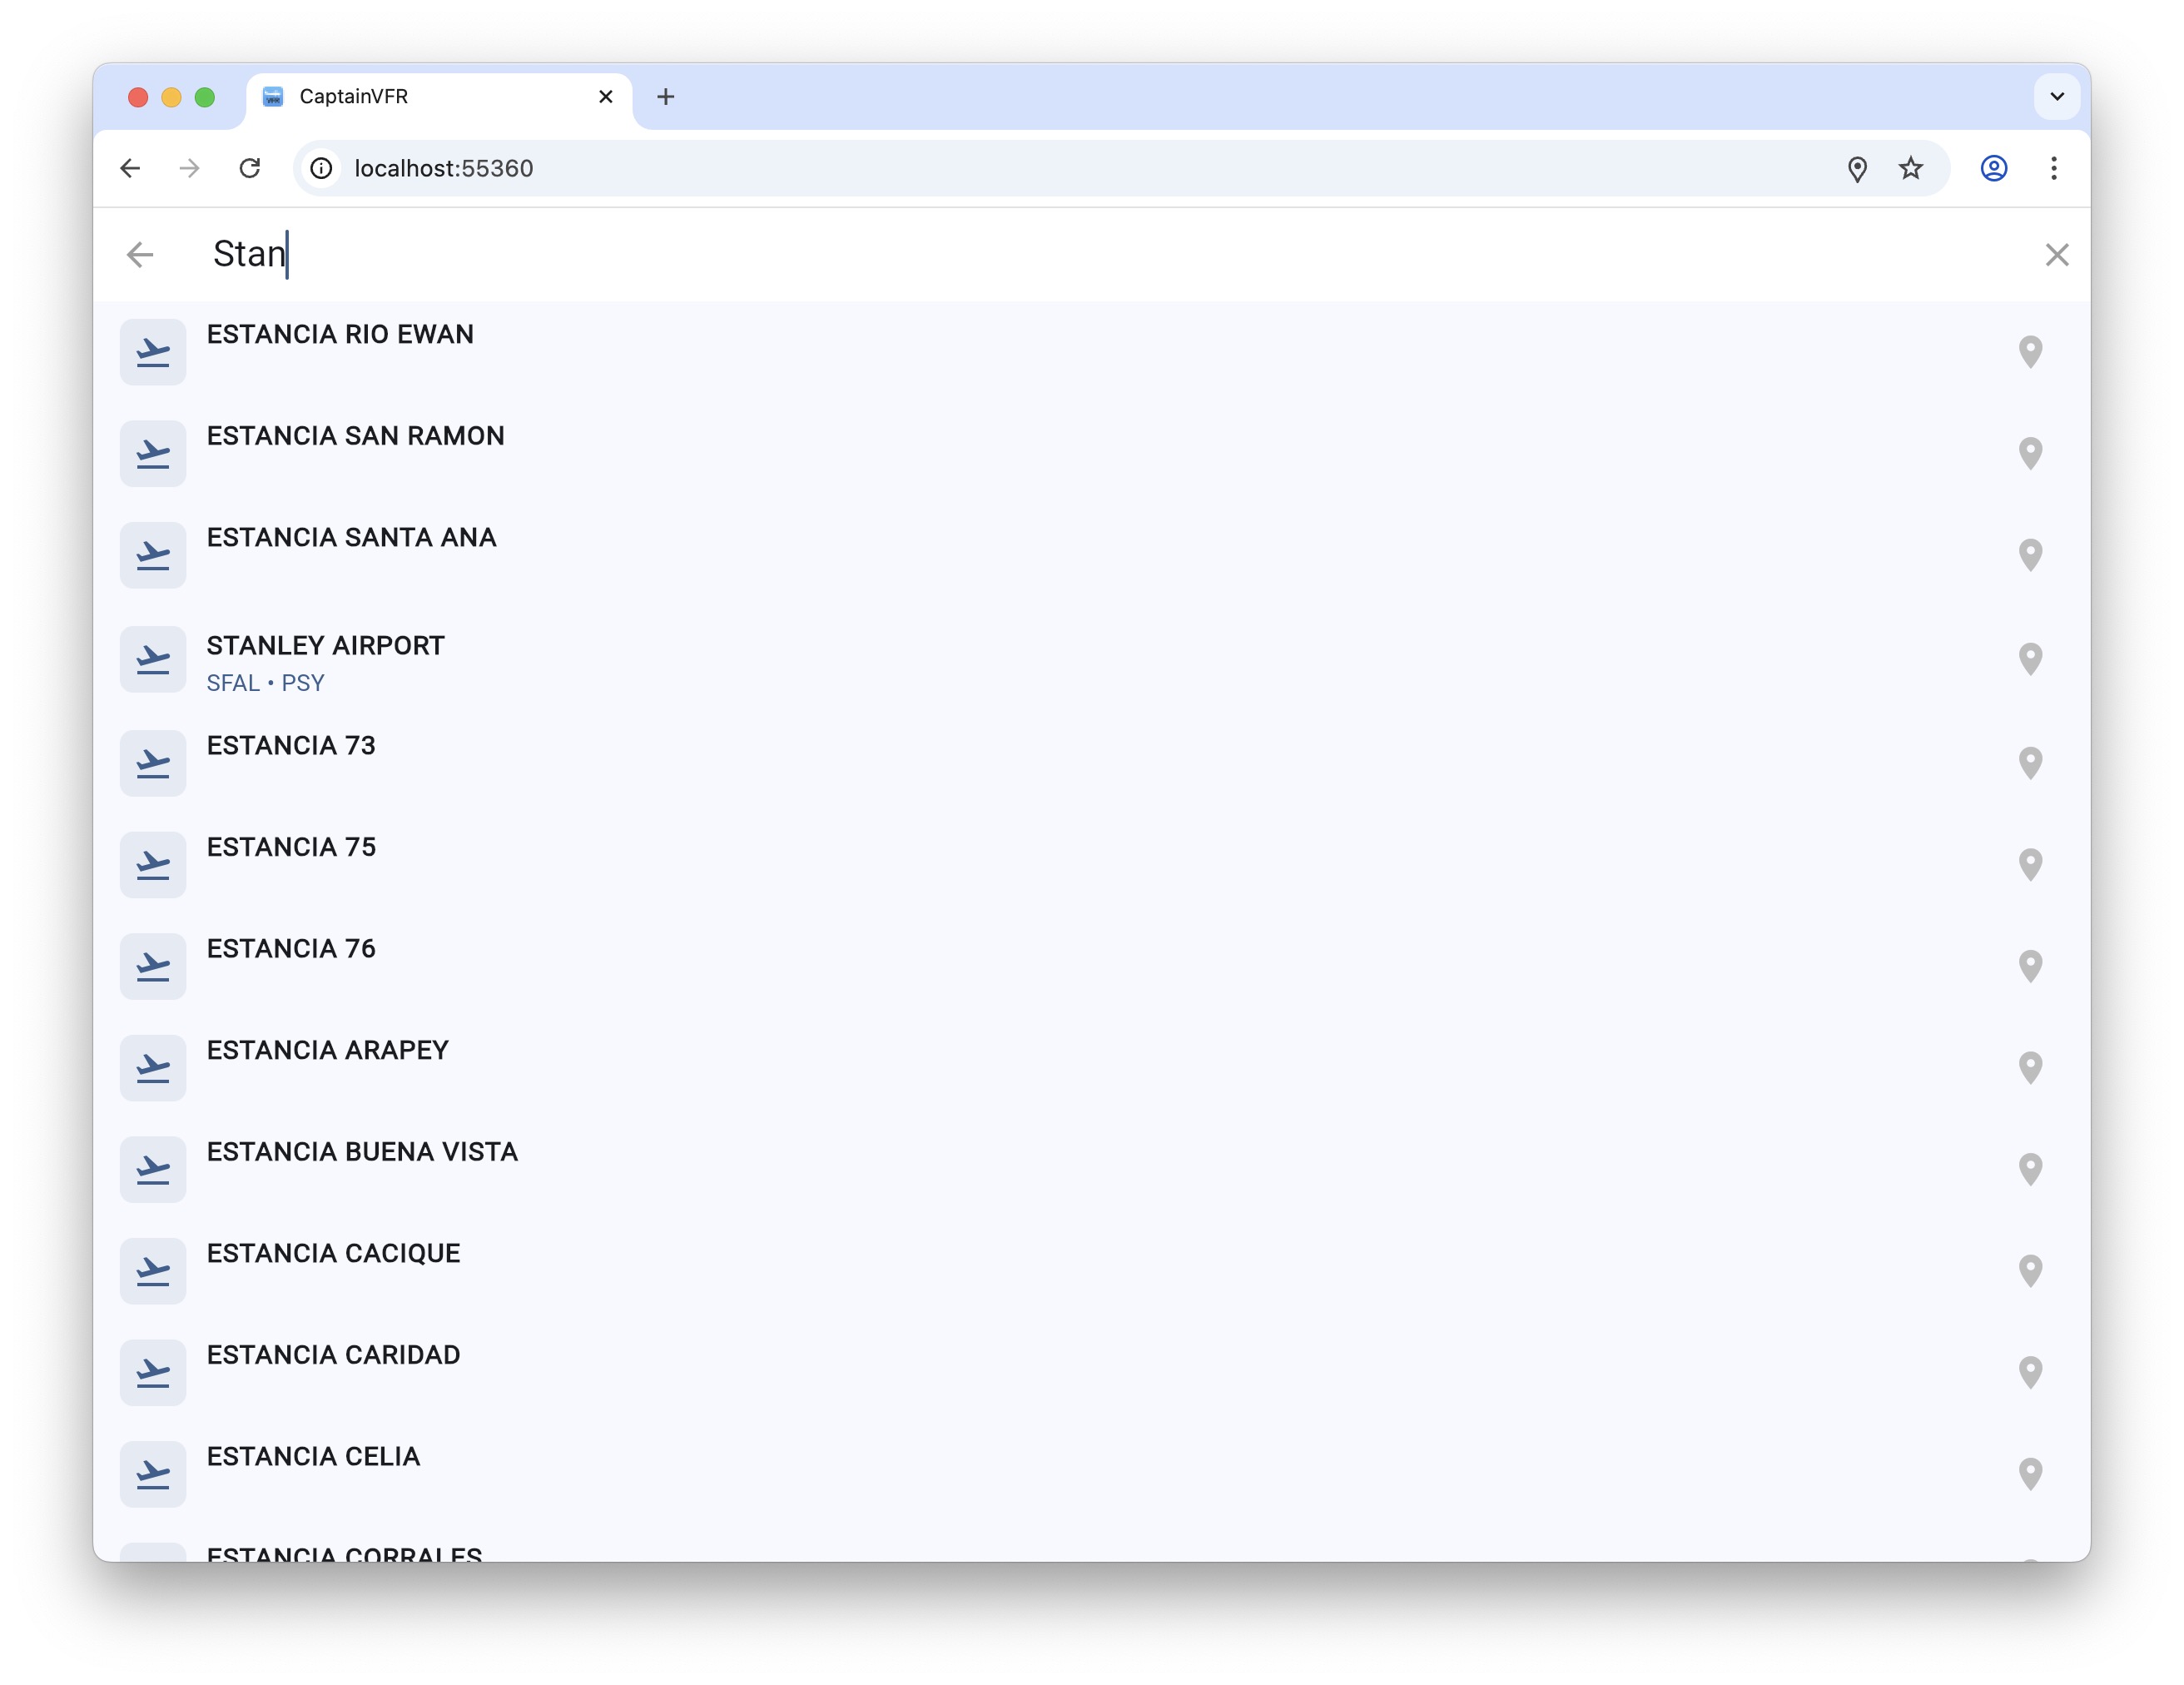 CaptainVFR
localhost:55360
Stan
ESTANCIA RIO EWAN
ESTANCIA SAN RAMON
ESTANCIA SANTA ANA
STANLEY AIRPORT
SFAL • PSY
ESTANCIA 73
ESTANCIA 75
ESTANCIA 76
ESTANCIA ARAPEY
ESTANCIA BUENA VISTA
ESTANCIA CACIQUE
ESTANCIA CARIDAD
ESTANCIA CELIA
ESTANCIA CORRALES